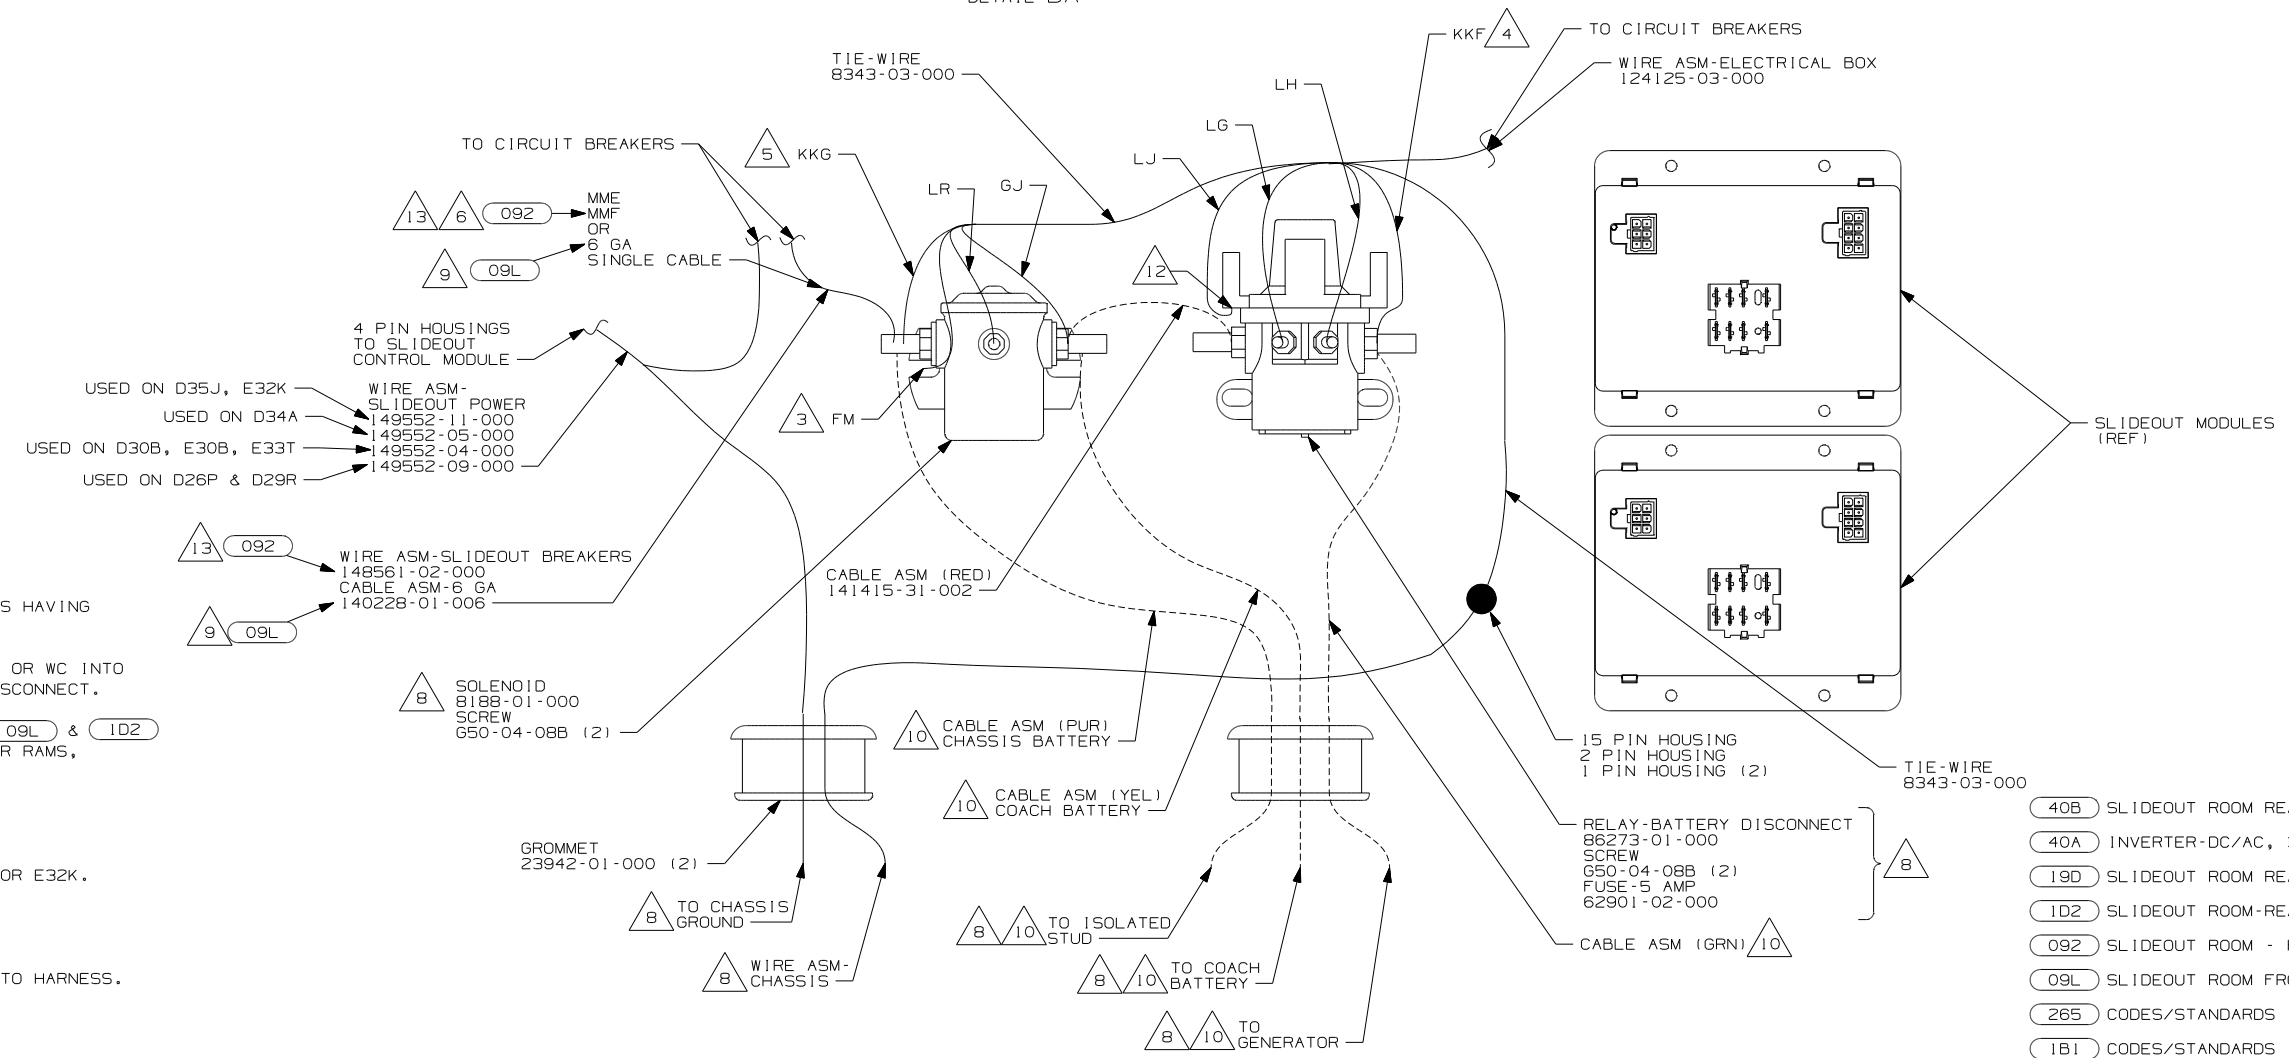 TO CIRCUIT BREAKERS
KKF 4
WIRE ASM-ELECTRICAL BOX
124125-03-000
TIE-WIRE
8343-03-000
LH
LG
LJ
TO CIRCUIT BREAKERS
5 KKG
LR
GJ
13 6 092
MME
MMF
OR
6 GA
SINGLE CABLE
9 09L
12
4 PIN HOUSINGS
TO SLIDEOUT
CONTROL MODULE
USED ON D35J, E32K
USED ON D34A
USED ON D30B, E30B, E33T
USED ON D26P & D29R
WIRE ASM-
SLIDEOUT POWER
149552-11-000
149552-05-000
149552-04-000
149552-09-000
3 FM
SLIDEOUT MODULES
(REF)
13 092
WIRE ASM-SLIDEOUT BREAKERS
148561-02-000
CABLE ASM-6 GA
140228-01-006
9 09L
CABLE ASM (RED)
141415-31-002
S HAVING
OR WC INTO
SCONNECT.
09L & 1D2
R RAMS,
OR E32K.
TO HARNESS.
8 SOLENOID
8188-01-000
SCREW
G50-04-08B (2)
10 CABLE ASM (PUR)
CHASSIS BATTERY
10 CABLE ASM (YEL)
COACH BATTERY
15 PIN HOUSING
2 PIN HOUSING
1 PIN HOUSING (2)
TIE-WIRE
8343-03-000
GROMMET
23942-01-000 (2)
RELAY-BATTERY DISCONNECT
86273-01-000
SCREW
G50-04-08B (2)
FUSE-5 AMP
62901-02-000
8
CABLE ASM (GRN) 10
8 TO CHASSIS
GROUND
8 WIRE ASM-
CHASSIS
8 10 TO ISOLATED
STUD
8 10 TO COACH
BATTERY
8 10 TO
GENERATOR
40B SLIDEOUT ROOM
40A INVERTER-DC/AC,
19D SLIDEOUT ROOM
1D2 SLIDEOUT ROOM-
092 SLIDEOUT ROOM -
09L SLIDEOUT ROOM
265 CODES/STANDARDS
1B1 CODES/STANDARDS